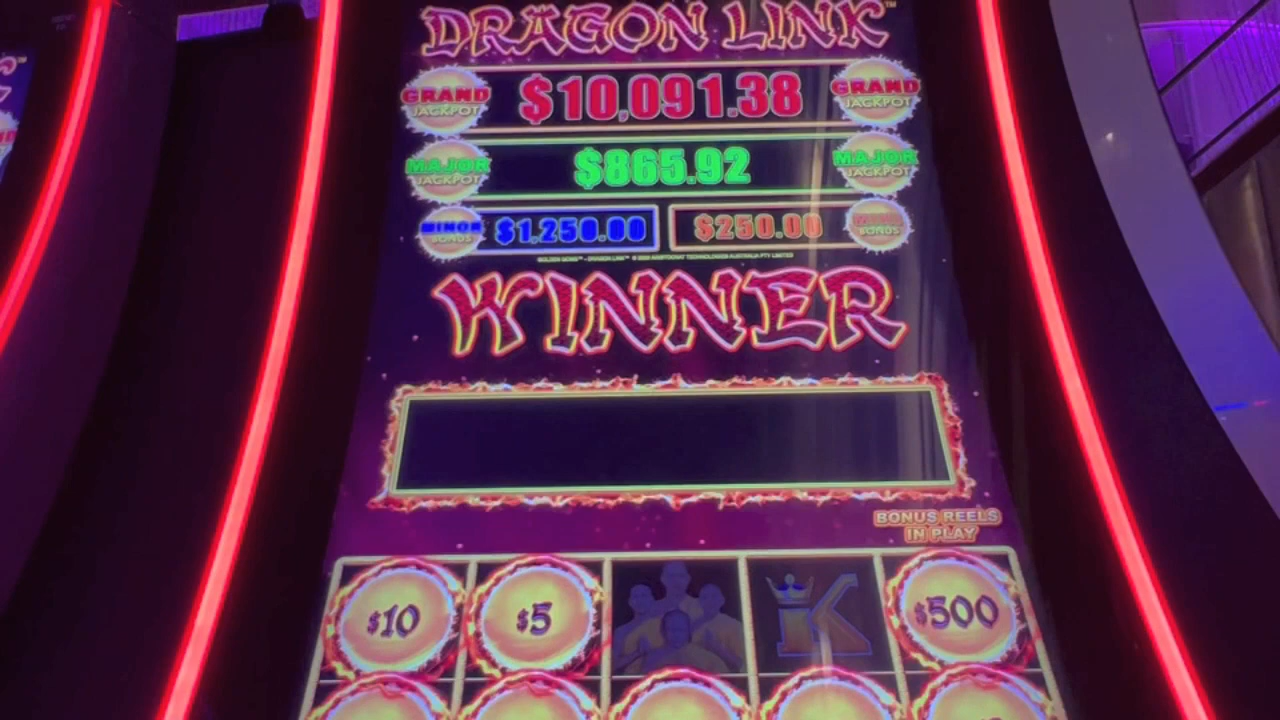 DRAGON LINK™
GRAND JACKPOT $10,091.38 GRAND JACKPOT
MAJOR JACKPOT $865.92 MAJOR JACKPOT
MINOR BONUS $1,250.00 $250.00 BONUS
WINNER
BONUS REELS
IN PLAY
$10 $5 K $500